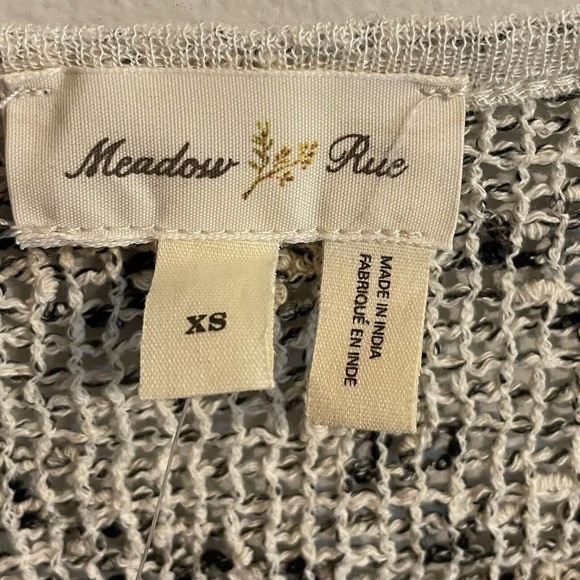 Meadow Rue
XS
MADE IN INDIA
FABRIQUÉ EN INDE